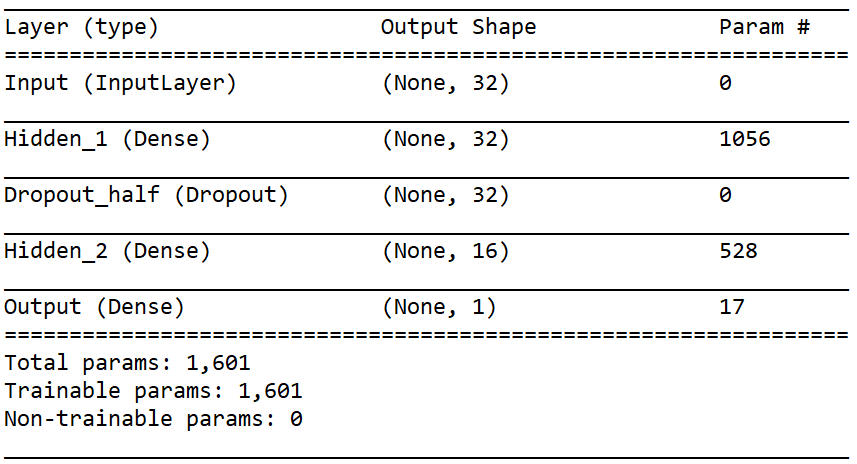 Layer (type) Output Shape Param #
=================================================================
Input (InputLayer) (None, 32) 0
Hidden_1 (Dense) (None, 32) 1056
Dropout_half (Dropout) (None, 32) 0
Hidden_2 (Dense) (None, 16) 528
Output (Dense) (None, 1) 17
=================================================================
Total params: 1,601
Trainable params: 1,601
Non-trainable params: 0